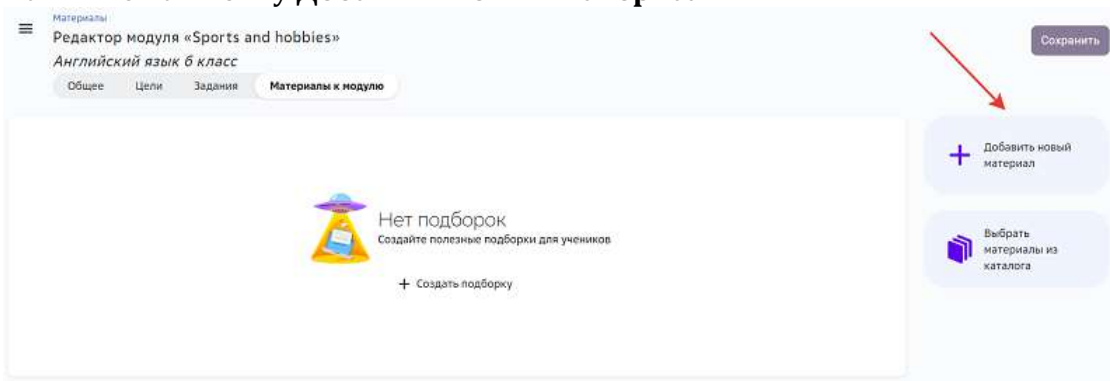 Материалы
Редактор модуля «Sports and hobbies»
Сохранить
Английский язык 6 класс
Общее Цели Задания Материалы к модулю
Добавить новый
материал
Нет подборок
Создайте полезные подборки для учеников
+ Создать подборку
Выбрать
материалы из
каталога